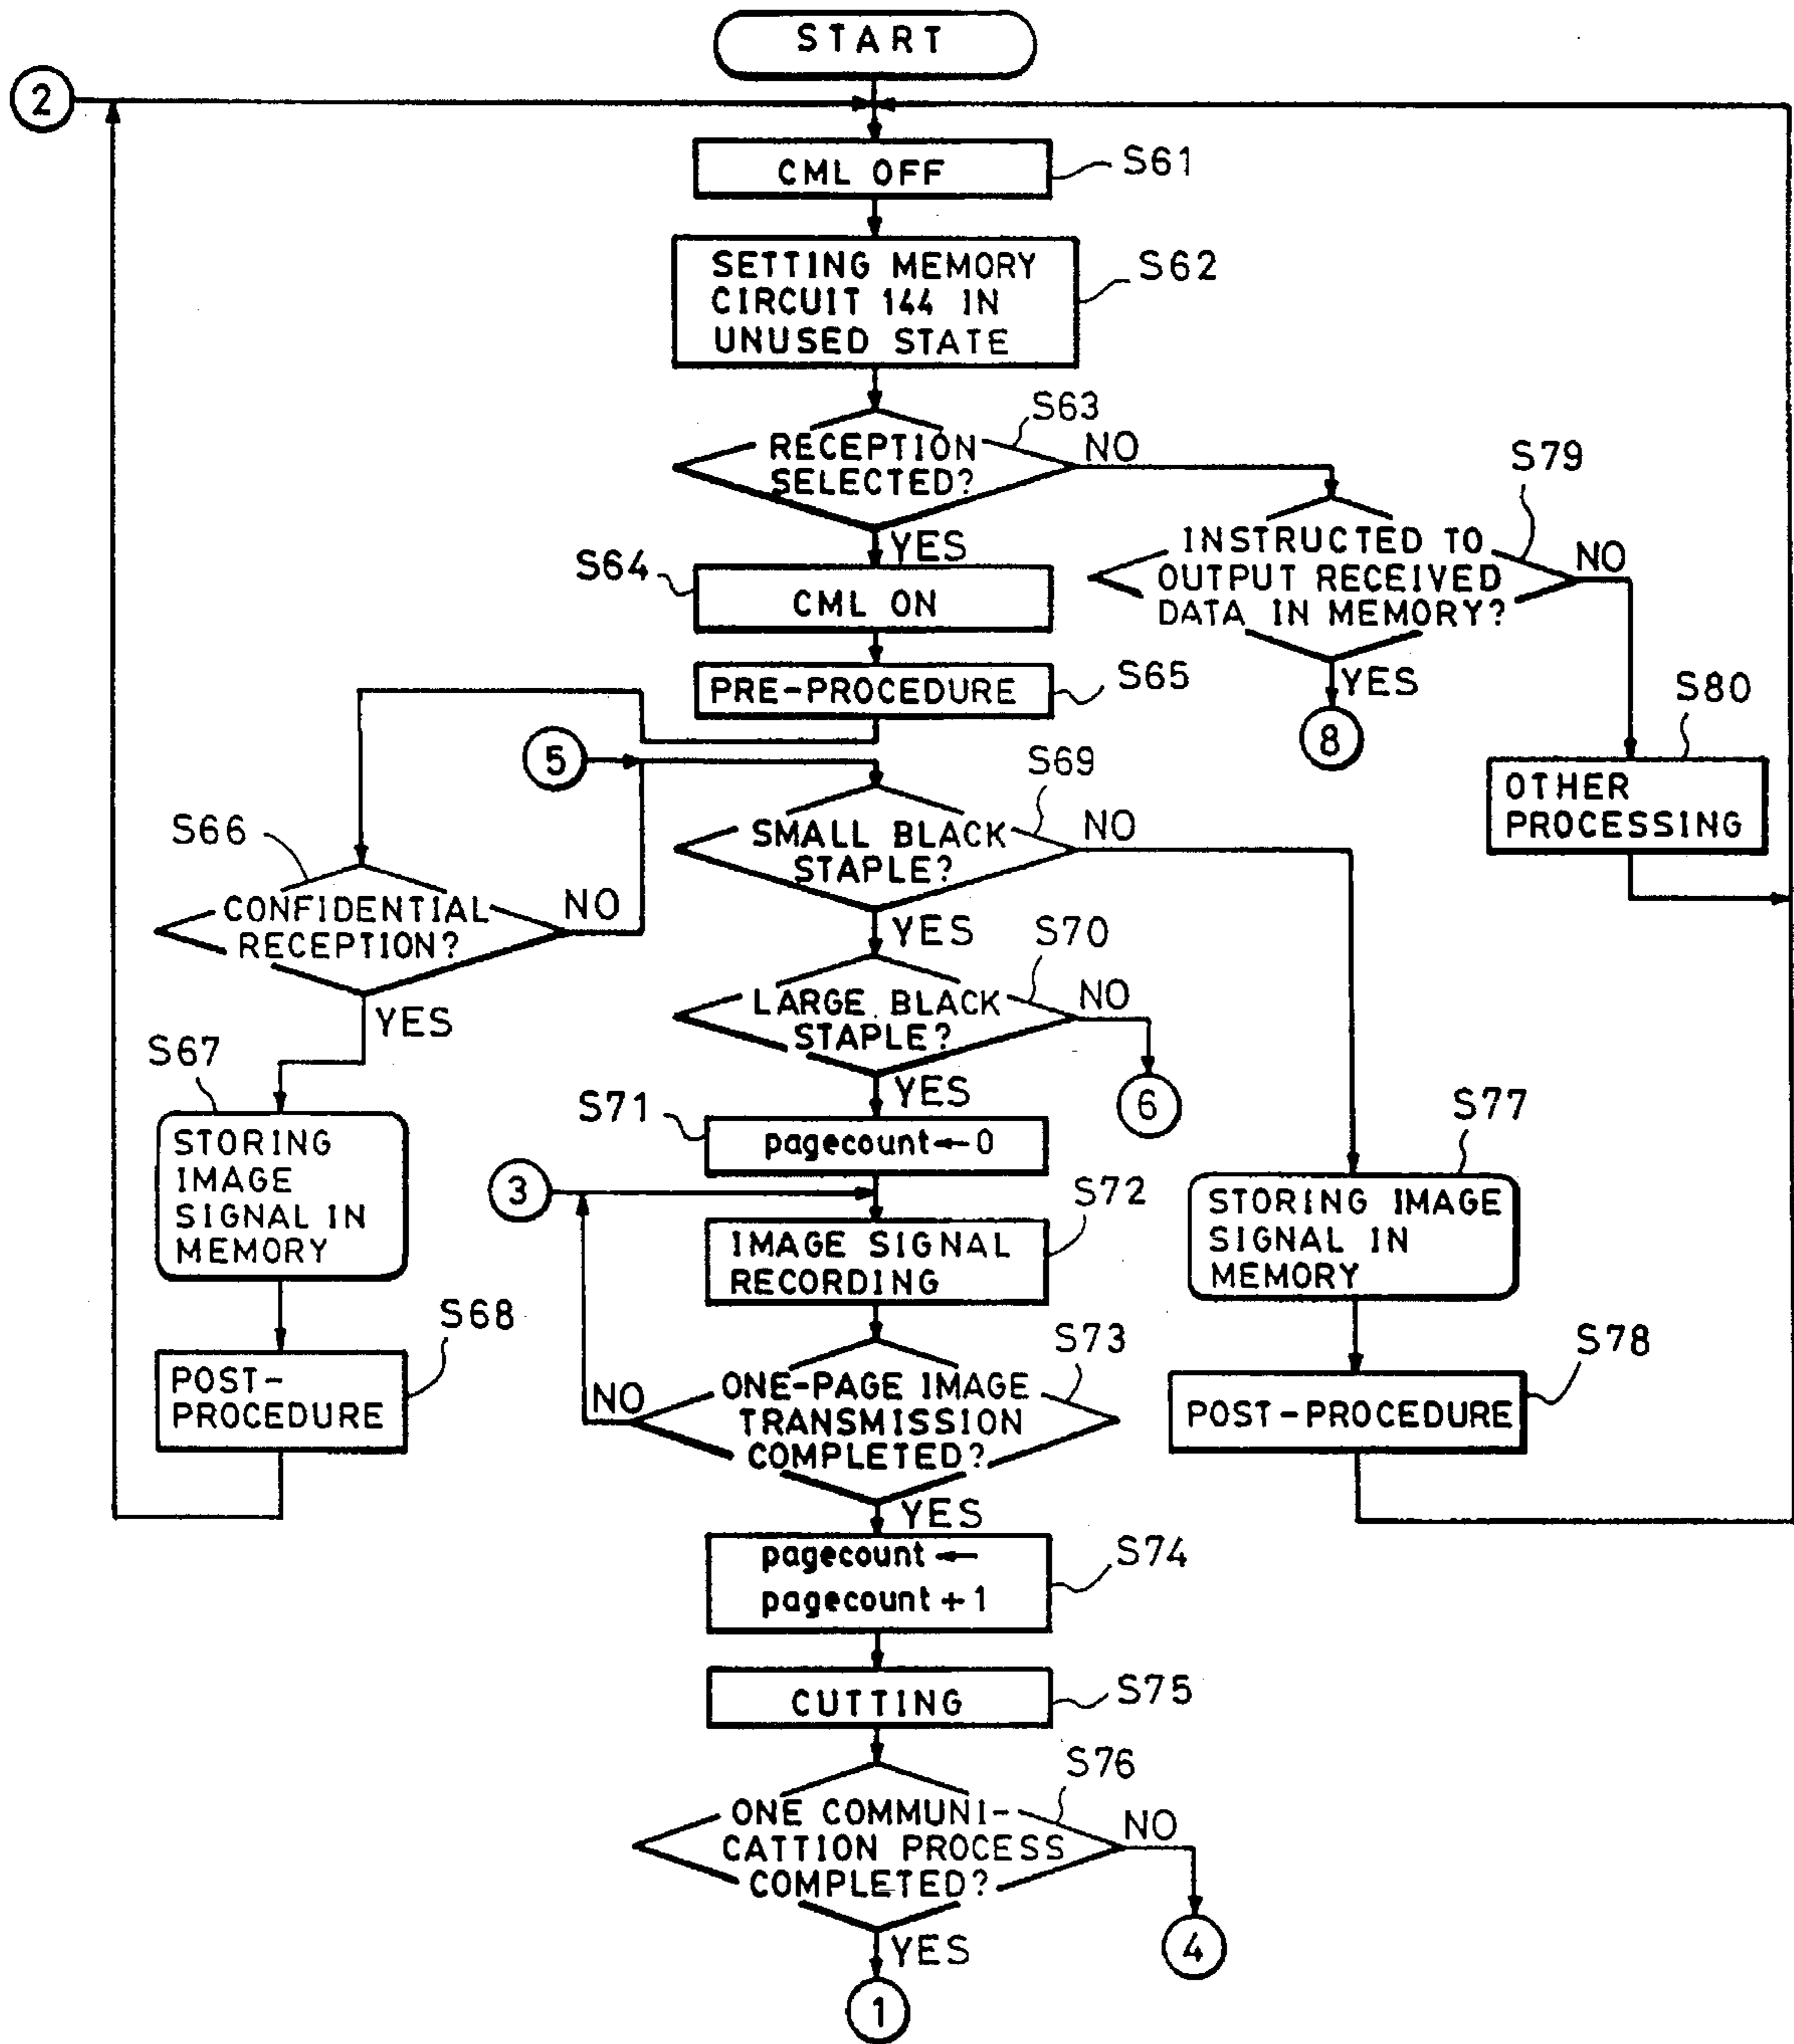 START
2
CML OFF
S61
SETTING MEMORY
CIRCUIT 144 IN
UNUSED STATE
S62
S63
RECEPTION
SELECTED?
NO
YES
S79
INSTRUCTED TO
OUTPUT RECEIVED
DATA IN MEMORY?
NO
YES
8
S80
OTHER
PROCESSING
S64
CML ON
PRE-PROCEDURE
S65
5
S69
SMALL BLACK
STAPLE?
NO
YES
S66
CONFIDENTIAL
RECEPTION?
NO
YES
S70
LARGE BLACK
STAPLE?
NO
YES
6
S67
STORING
IMAGE
SIGNAL IN
MEMORY
S68
POST-
PROCEDURE
S71
pagecount←0
3
S72
IMAGE SIGNAL
RECORDING
S77
STORING IMAGE
SIGNAL IN
MEMORY
S78
POST-PROCEDURE
S73
ONE-PAGE IMAGE
TRANSMISSION
COMPLETED?
NO
YES
pagecount←
pagecount+1
S74
CUTTING
S75
S76
ONE COMMUNI-
CATTION PROCESS
COMPLETED?
NO
YES
4
1